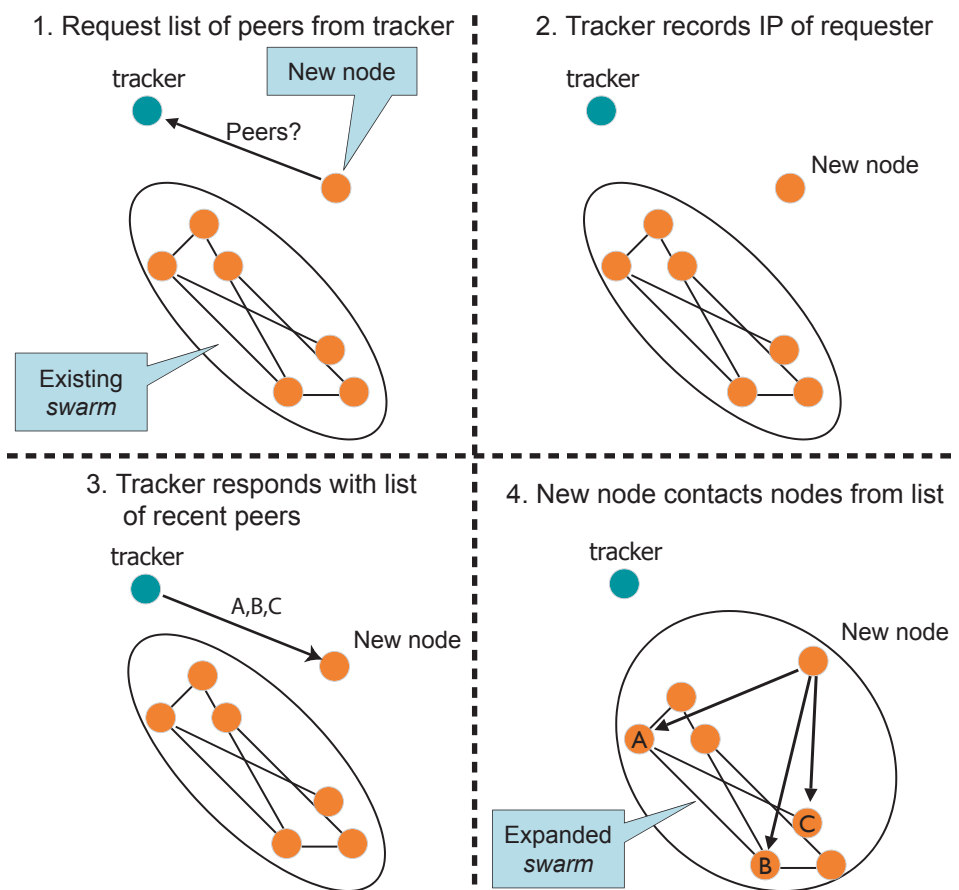 1. Request list of peers from tracker
tracker
New node
Peers?
Existing
swarm
2. Tracker records IP of requester
tracker
New node
3. Tracker responds with list
of recent peers
tracker
A,B,C
New node
4. New node contacts nodes from list
tracker
New node
A
C
B
Expanded
swarm